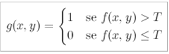 g(x, y) = { 1 se f(x, y) > T
0 se f(x, y) ≤ T